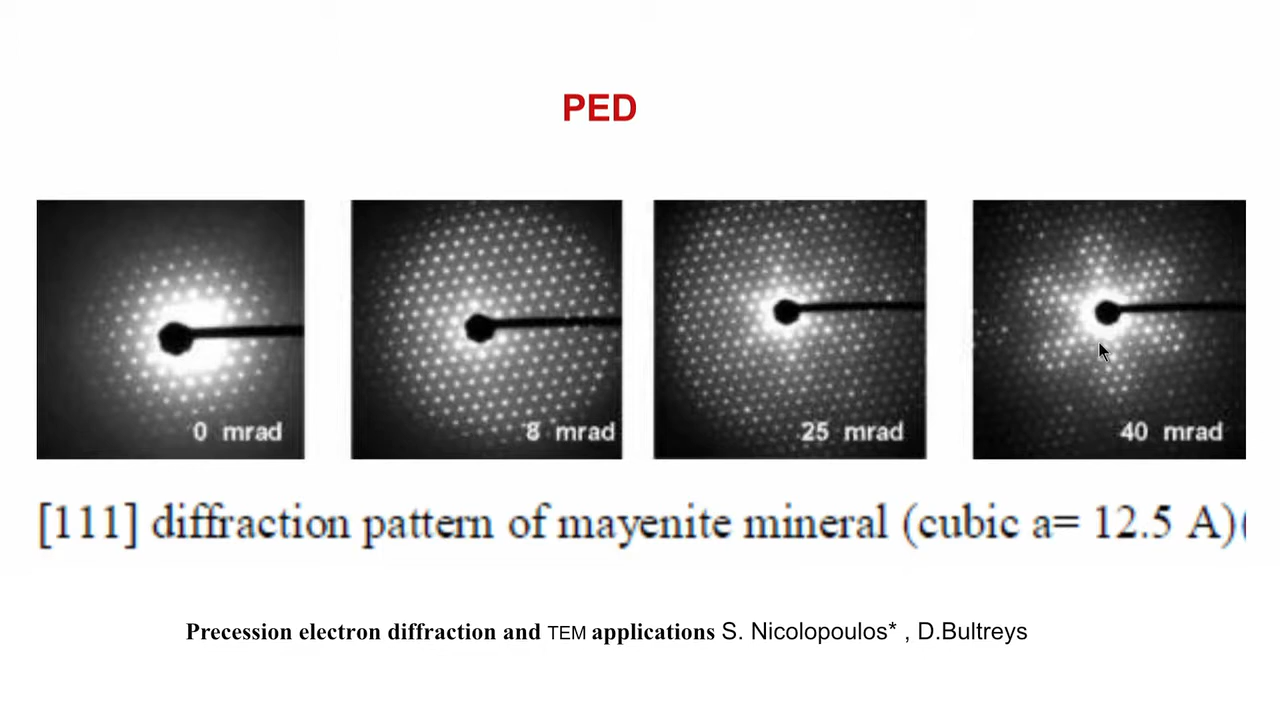 PED
0 mrad
8 mrad
25 mrad
40 mrad
[111] diffraction pattern of mayenite mineral (cubic a= 12.5 A)(
Precession electron diffraction and TEM applications S. Nicolopoulos* , D.Bultreys